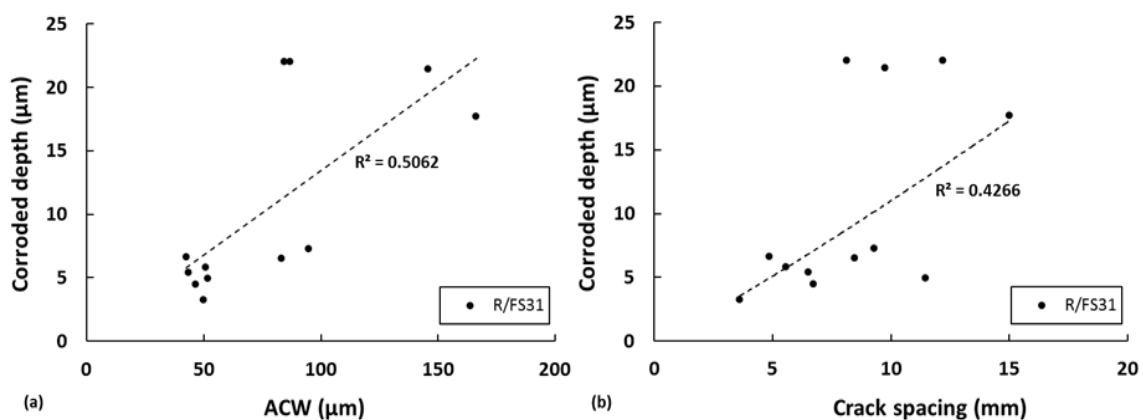 25
20
15
10
5
0
Corroded depth (µm)
R² = 0.5062
R/FS31
0 50 100 150 200
(a) ACW (µm)
25
20
15
10
5
0
Corroded depth (µm)
R² = 0.4266
R/FS31
0 5 10 15 20
(b) Crack spacing (mm)